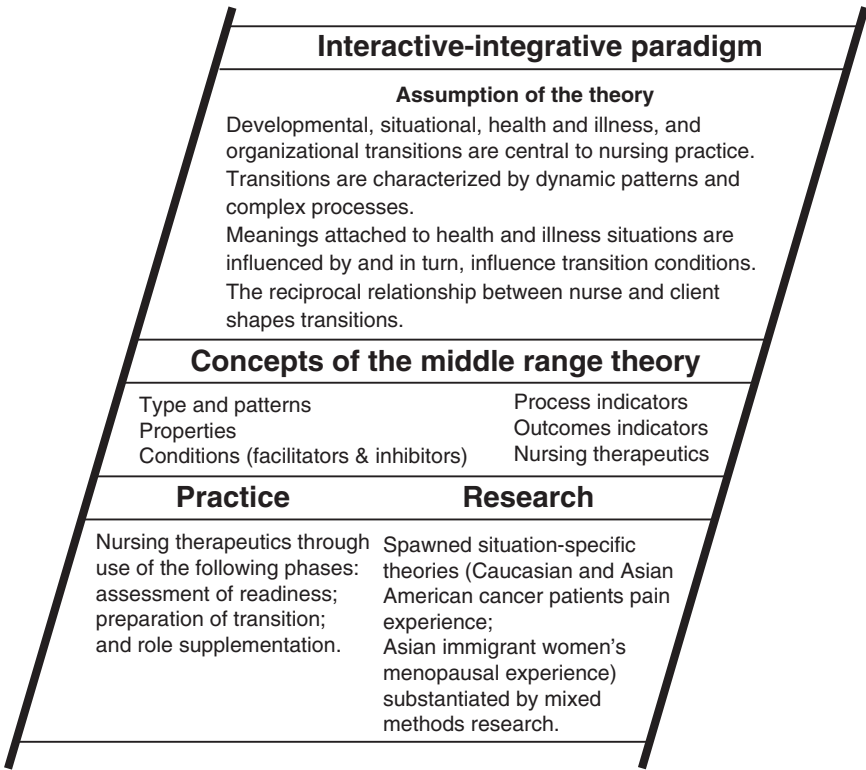 Interactive-integrative paradigm
Assumption of the theory
Developmental, situational, health and illness, and
organizational transitions are central to nursing practice.
Transitions are characterized by dynamic patterns and
complex processes.
Meanings attached to health and illness situations are
influenced by and in turn, influence transition conditions.
The reciprocal relationship between nurse and client
shapes transitions.
Concepts of the middle range theory
Type and patterns
Properties
Conditions (facilitators & inhibitors)
Process indicators
Outcomes indicators
Nursing therapeutics
Practice
Nursing therapeutics through
use of the following phases:
assessment of readiness;
preparation of transition;
and role supplementation.
Research
Spawned situation-specific
theories (Caucasian and Asian
American cancer patients pain
experience;
Asian immigrant women's
menopausal experience)
substantiated by mixed
methods research.